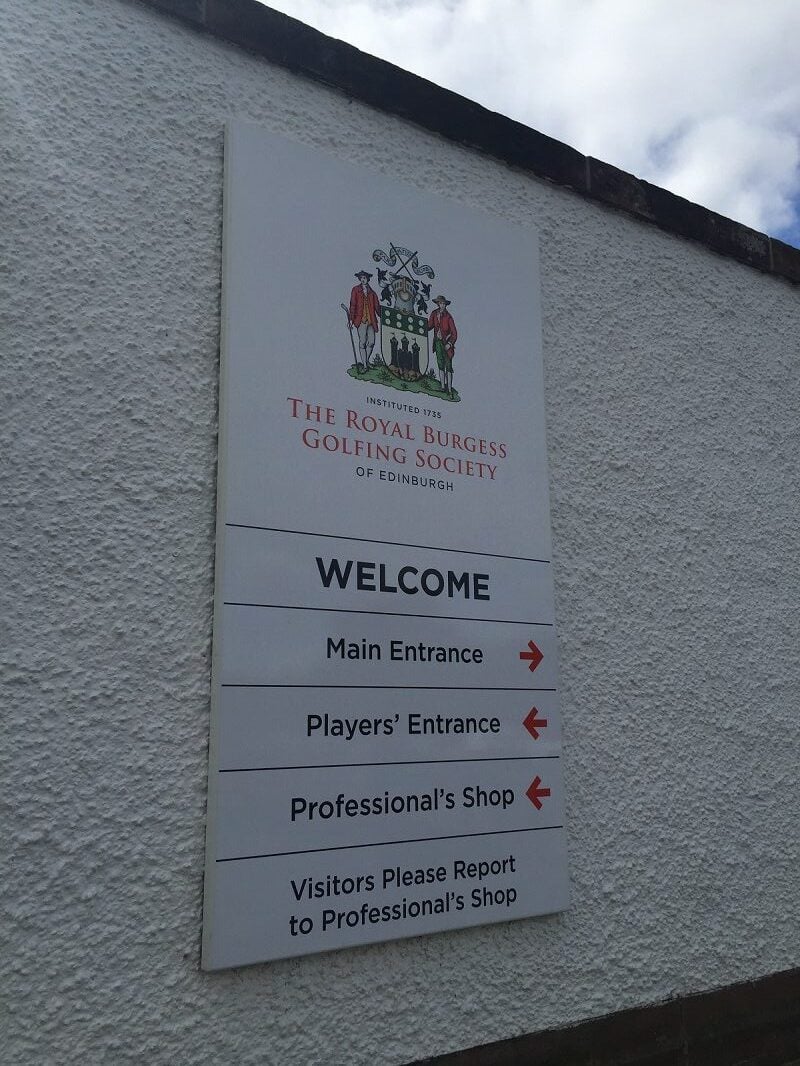 INSTITUTED 1735
THE ROYAL BURGESS
GOLFING SOCIETY
OF EDINBURGH
WELCOME
Main Entrance
Players' Entrance
Professional's Shop
Visitors Please Report
to Professional's Shop